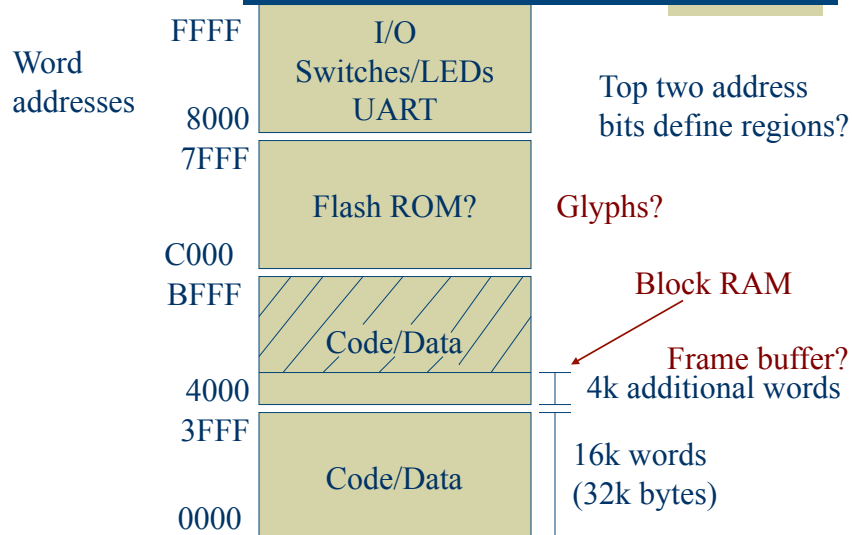 Word
addresses
FFFF
I/O
Switches/LEDs
UART
8000
Top two address
bits define regions?
7FFF
Flash ROM?
Glyphs?
C000
BFFF
Block RAM
Code/Data
Frame buffer?
4000
4k additional words
3FFF
Code/Data
16k words
(32k bytes)
0000